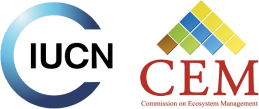 IUCN
CEM
Commission on Ecosystem Management